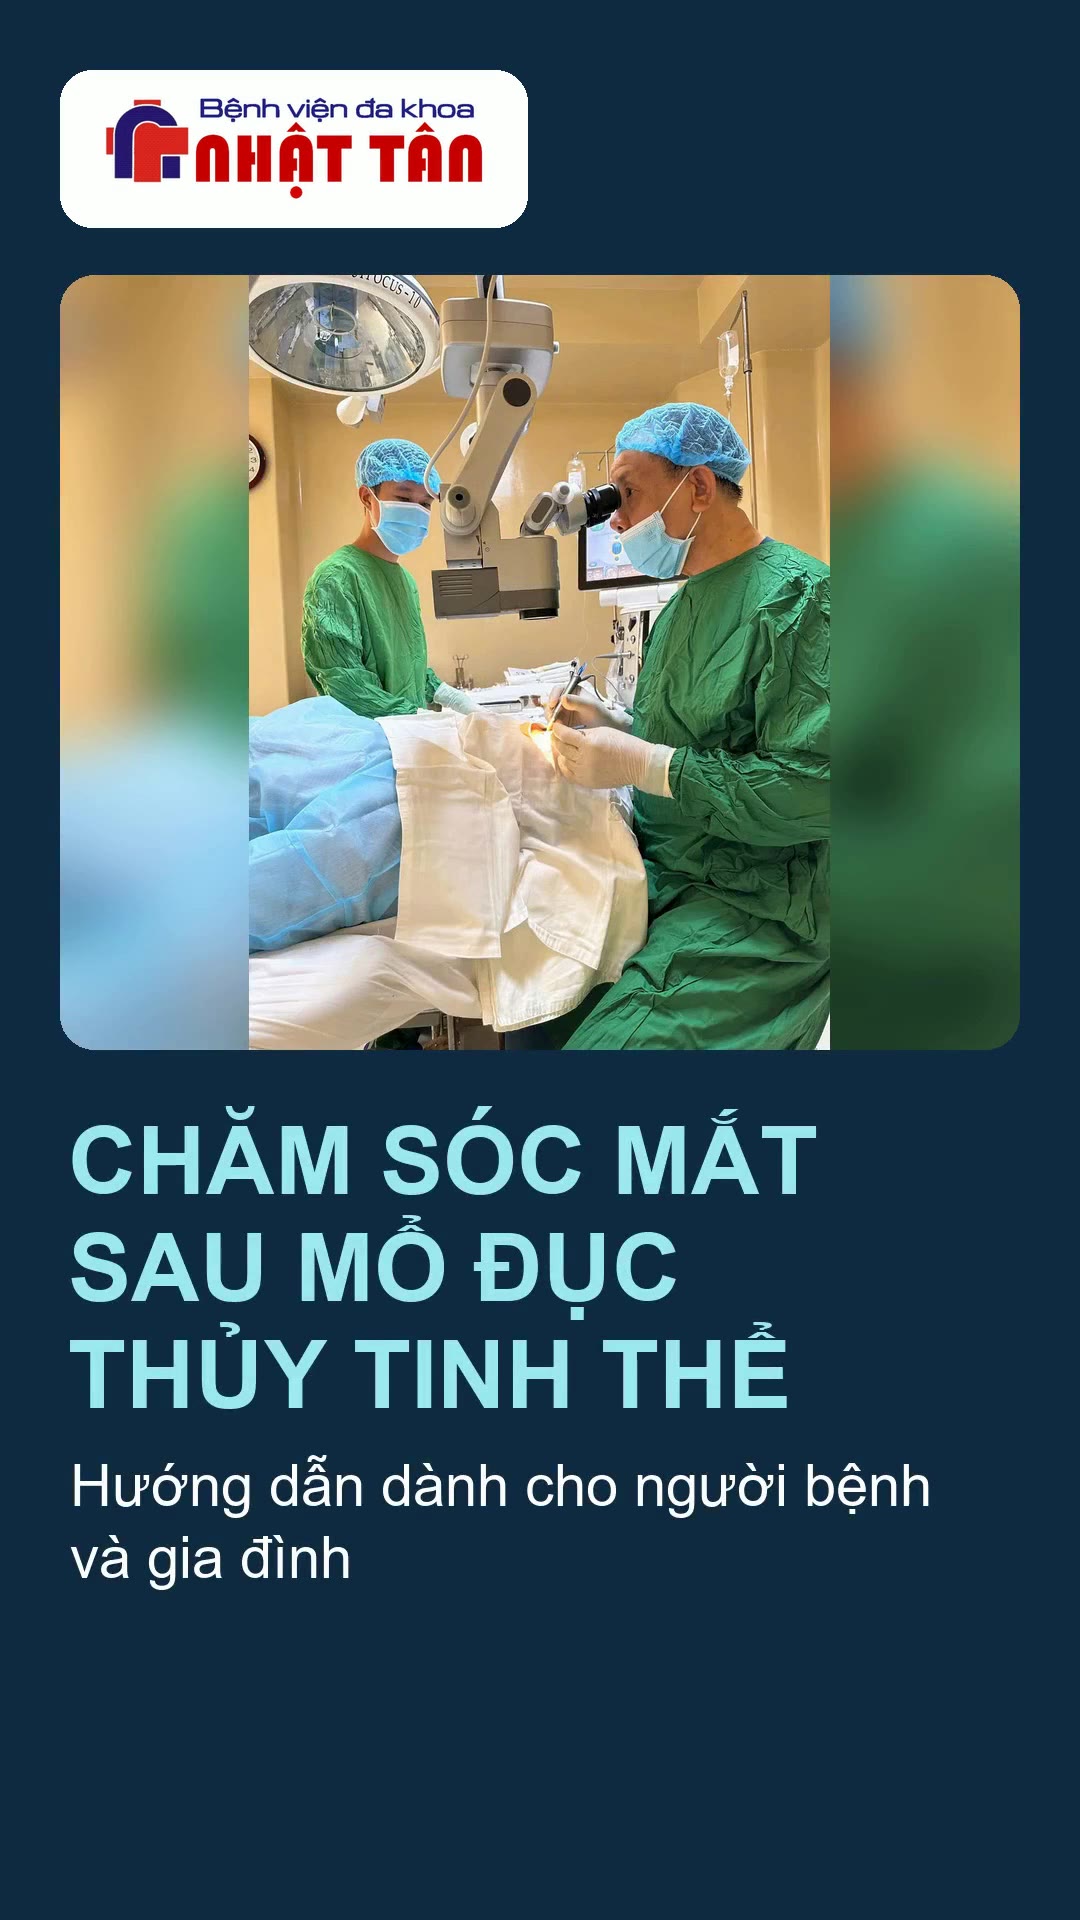 Bệnh viện đa khoa
NHẬT TÂN
CHĂM SÓC MẮT
SAU MỔ ĐỤC
THỦY TINH THỂ
Hướng dẫn dành cho người bệnh
và gia đình